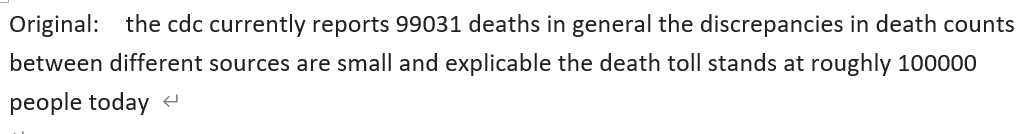 Original: the cdc currently reports 99031 deaths in general the discrepancies in death counts
between different sources are small and explicable the death toll stands at roughly 100000
people today ↵